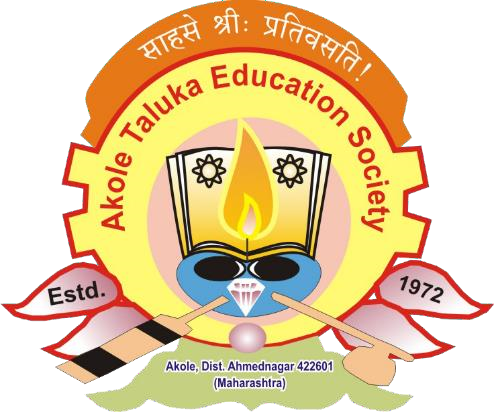 साहसे श्रीः प्रतिवसति!
Akole Taluka Education Society
Estd.
1972
Akole, Dist. Ahmednagar 422601
(Maharashtra)